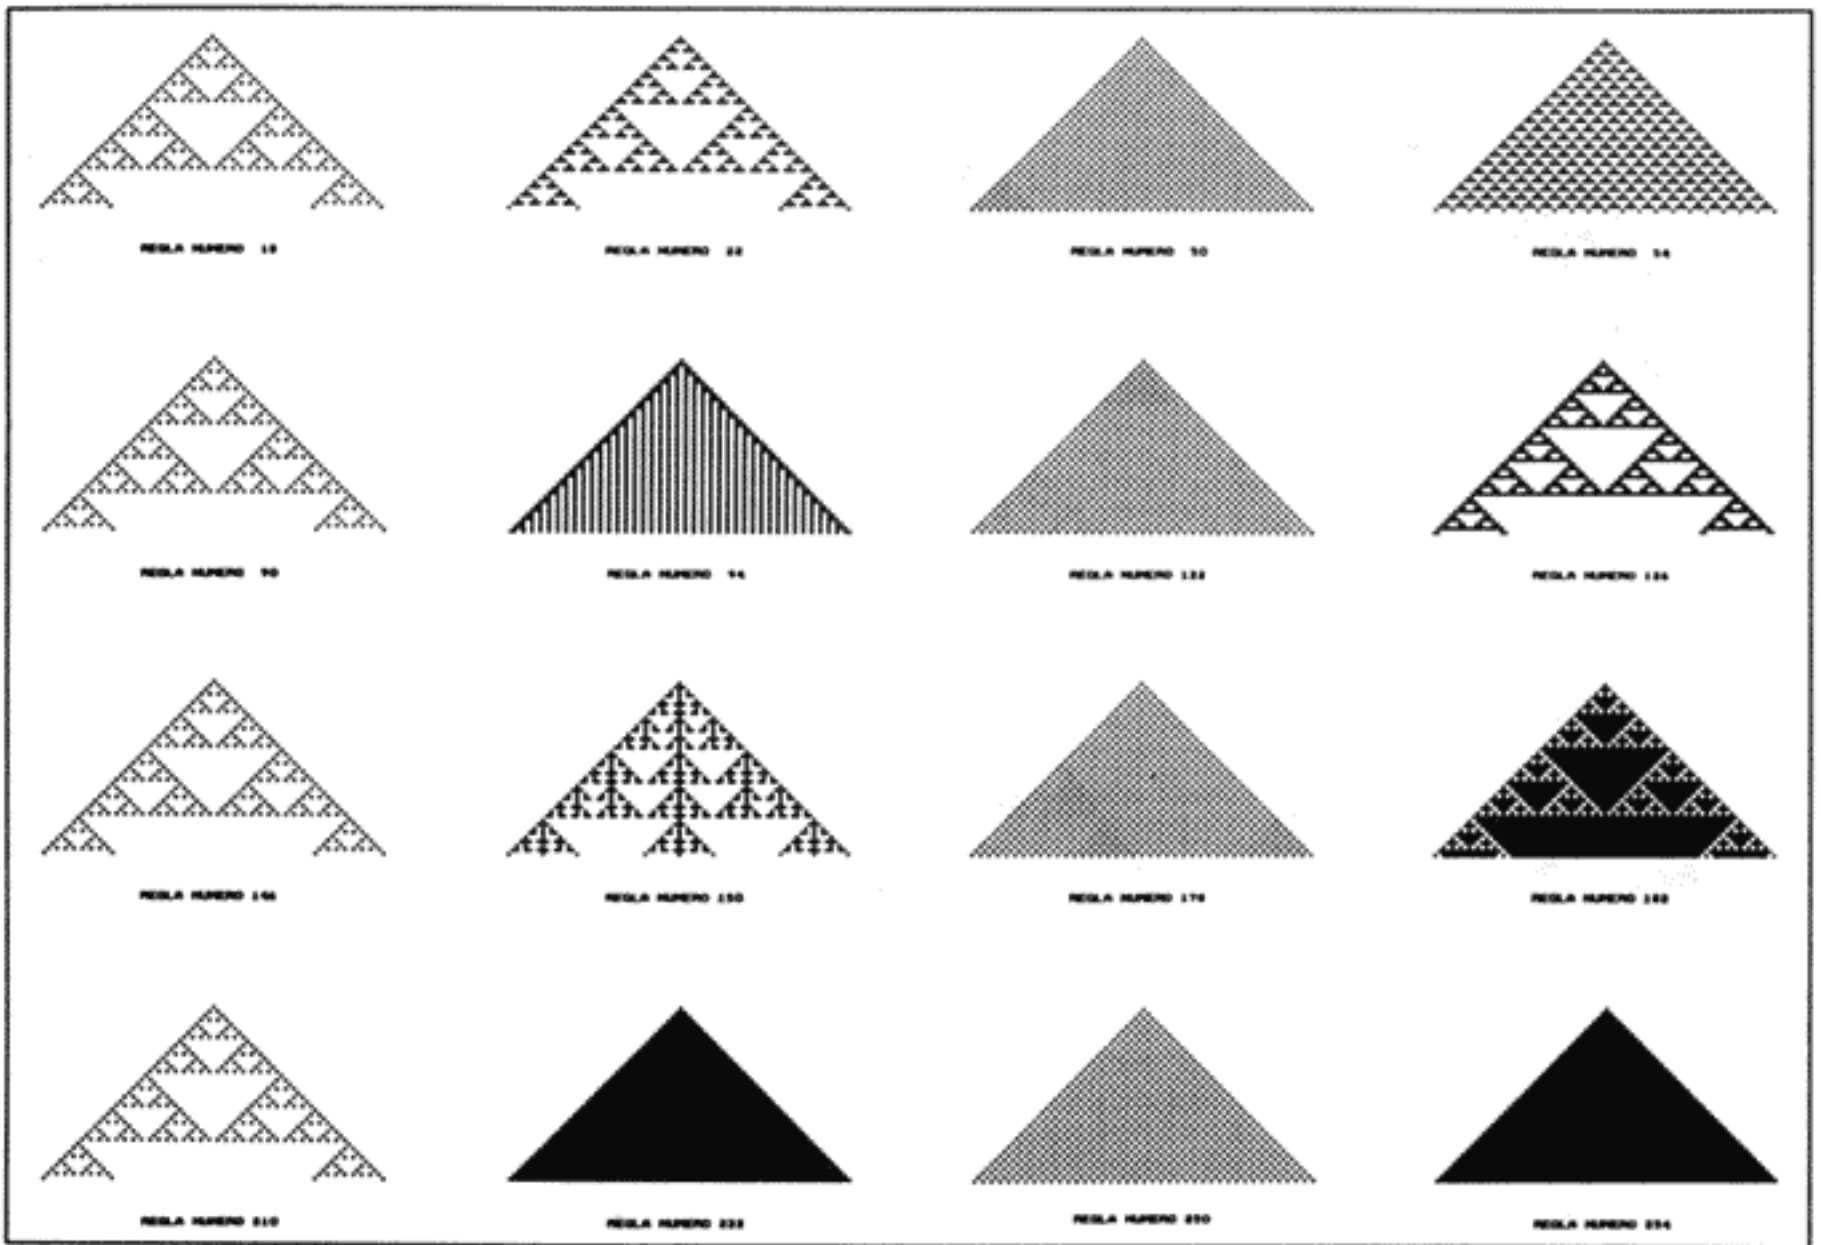 REGLA NUMERO 18
REGLA NUMERO 22
REGLA NUMERO 50
REGLA NUMERO 54
REGLA NUMERO 90
REGLA NUMERO 94
REGLA NUMERO 122
REGLA NUMERO 126
REGLA NUMERO 146
REGLA NUMERO 150
REGLA NUMERO 178
REGLA NUMERO 182
REGLA NUMERO 218
REGLA NUMERO 222
REGLA NUMERO 250
REGLA NUMERO 254